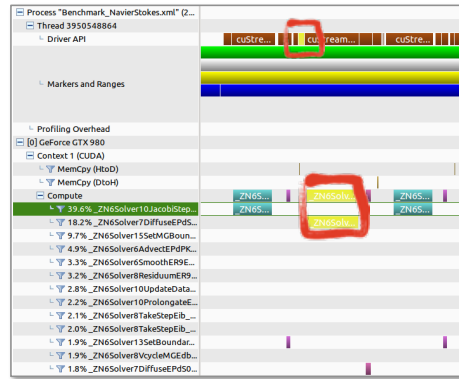 Process "Benchmark_NavierStokes.xml" (2...
Thread 3950548864
Driver API
cuStre... cuStream... cuStre...
Markers and Ranges
Profiling Overhead
[0] GeForce GTX 980
Context 1 (CUDA)
MemCpy (HtoD)
MemCpy (DtoH)
Compute
_ZN6S... _ZN6Solv... _ZN6S...
39.6% _ZN6Solver10JacobiStep... _ZN6S... _ZN6S...
18.2% _ZN6Solver7DiffuseEPdS... _ZN6Solv...
9.7% _ZN6Solver15SetMGBoun...
4.9% _ZN6Solver6AdvectEPdPK...
3.3% _ZN6Solver6SmoothER9E...
3.2% _ZN6Solver8ResiduumER9...
2.8% _ZN6Solver10UpdateData...
2.2% _ZN6Solver10ProlongateE...
2.1% _ZN6Solver8TakeStepEib_...
2.0% _ZN6Solver8TakeStepEib_...
1.9% _ZN6Solver13SetBoundar...
1.9% _ZN6Solver8VcycleMGEdb...
1.8% _ZN6Solver7DiffuseEPdS0...